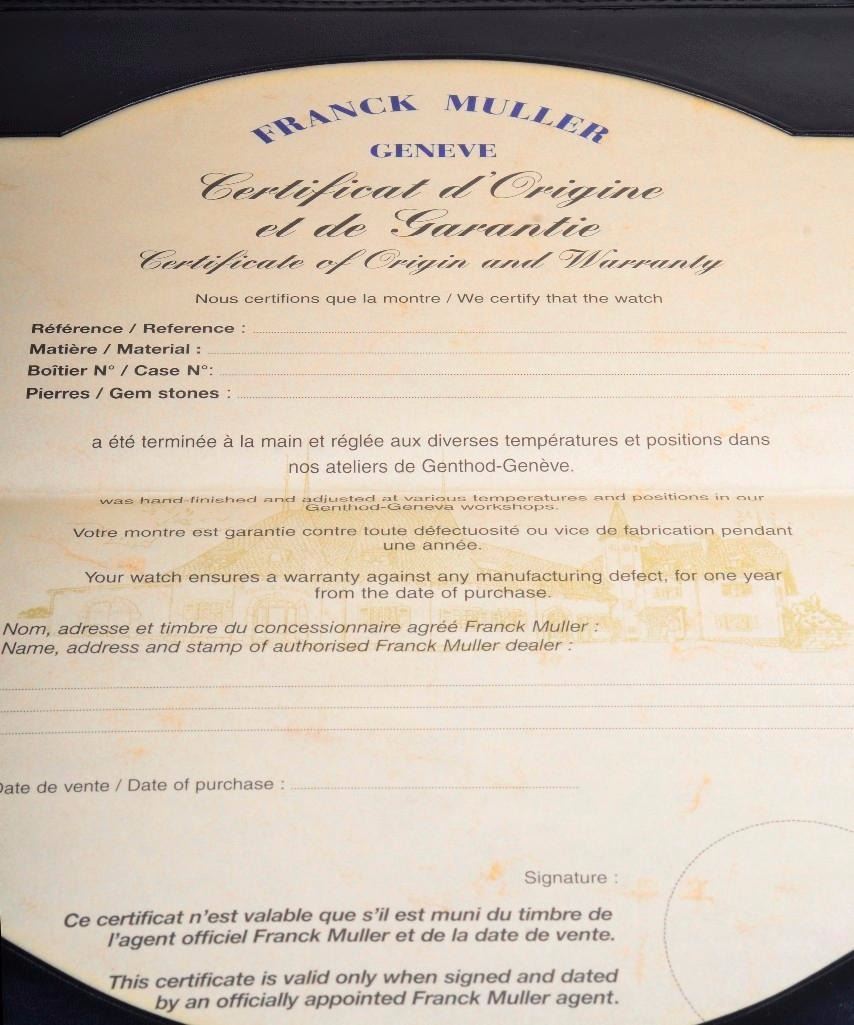 FRANCK MULLER
GENEVE
Certificat d'Origine
et de Garantie
Certificate of Origin and Warranty
Nous certifions que la montre / We certify that the watch
Référence / Reference :
Matière / Material :
Boîtier N° / Case N°:
Pierres / Gem stones :
a été terminée à la main et réglée aux diverses températures et positions dans
nos ateliers de Genthod-Genève.
was hand-finished and adjusted at various temperatures and positions in our
Genthod-Geneva workshops.
Votre montre est garantie contre toute défectuosité ou vice de fabrication pendant
une année.
Your watch ensures a warranty against any manufacturing defect, for one year
from the date of purchase.
Nom, adresse et timbre du concessionnaire agréé Franck Muller :
Name, address and stamp of authorised Franck Muller dealer :
Date de vente / Date of purchase :
Signature :
Ce certificat n'est valable que s'il est muni du timbre de
l'agent officiel Franck Muller et de la date de vente.
This certificate is valid only when signed and dated
by an officially appointed Franck Muller agent.